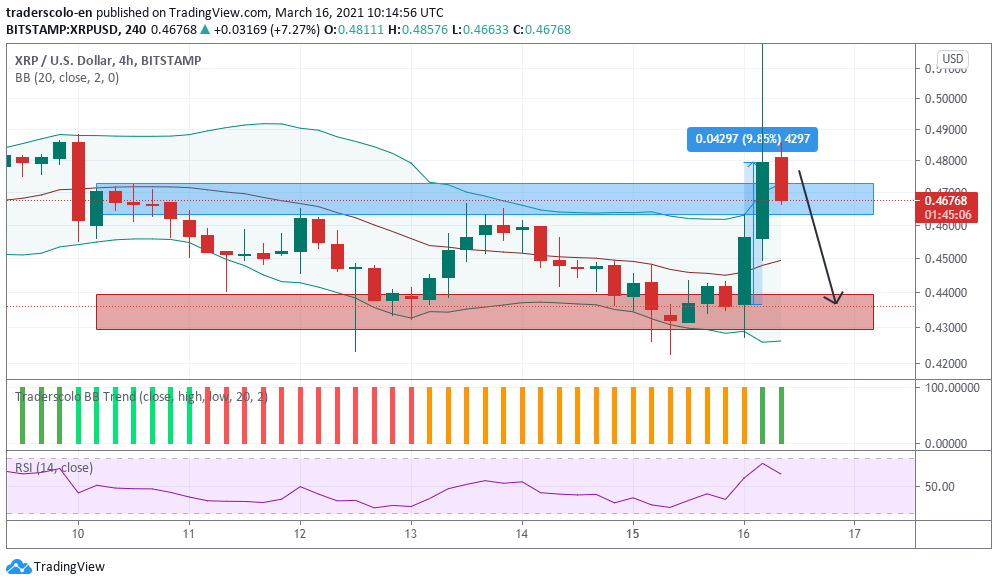 traderscolo-en published on TradingView.com, March 16, 2021 10:14:56 UTC
BITSTAMP:XRPUSD, 240 0.46768 ▲ +0.03169 (+7.27%) O:0.48111 H:0.48576 L:0.46633 C:0.46768
XRP / U.S. Dollar, 4h, BITSTAMP
BB (20, close, 2, 0)
USD
0.51000
0.50000
0.49000
0.04297 (9.85%) 4297
0.48000
0.47000
0.46768
01:45:06
0.46000
0.45000
0.44000
0.43000
0.42000
Traderscolo BB Trend (close, high, low, 20, 2)
100.00000
0.00000
RSI (14, close)
50.00
10 11 12 13 14 15 16 17
TradingView